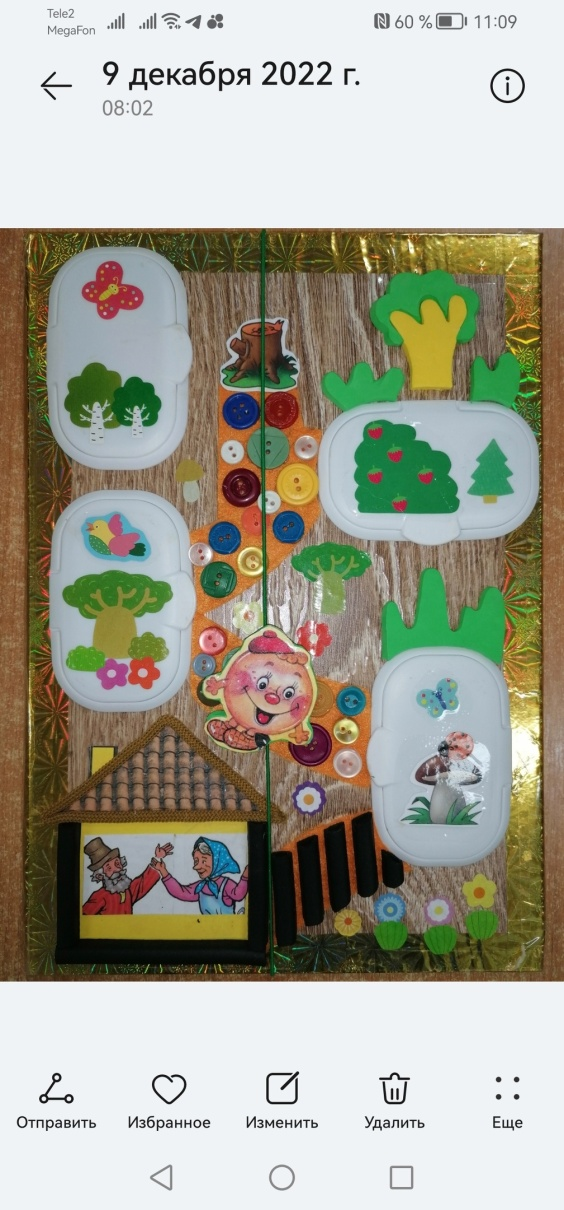 Tele2
MegaFon
60 %
11:09
9 декабря 2022 г.
08:02
Отправить
Избранное
Изменить
Удалить
Еще